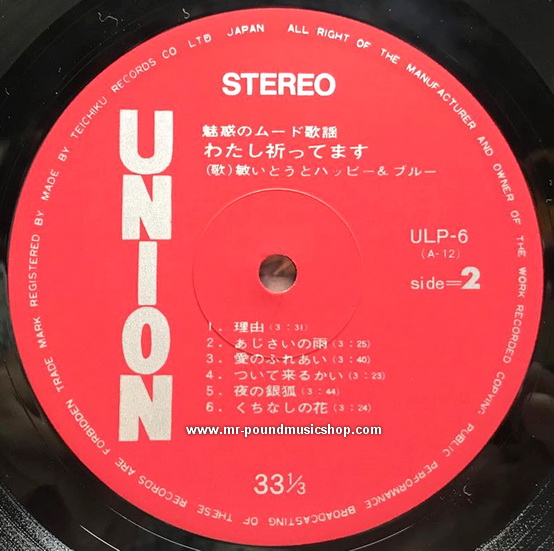 MADE BY TEICHIKU RECORDS CO LTD JAPAN ALL RIGHT OF THE MANUFACTURER AND OWNER OF THE WORK RECORDED COPYIN. PUBLIC PERFORMANCE BROADCASTING OF THESE RECORDS ARE FORBIDDEN TRADE MARK REGISTERED
STEREO
UNION
魅惑のムード歌謡
わたし祈ってます
(歌)敏いとうとハッピー&ブルー
ULP-6
(A-12)
side=2
1. 理由(3:31)
2. あじさいの雨(3:25)
3. 愛のふれあい(3:40)
4. ついて来るかい(3:23)
5. 夜の銀狐(3:44)
6. くちなしの花(3:24)
www.mr-poundmusicshop.com
33⅓